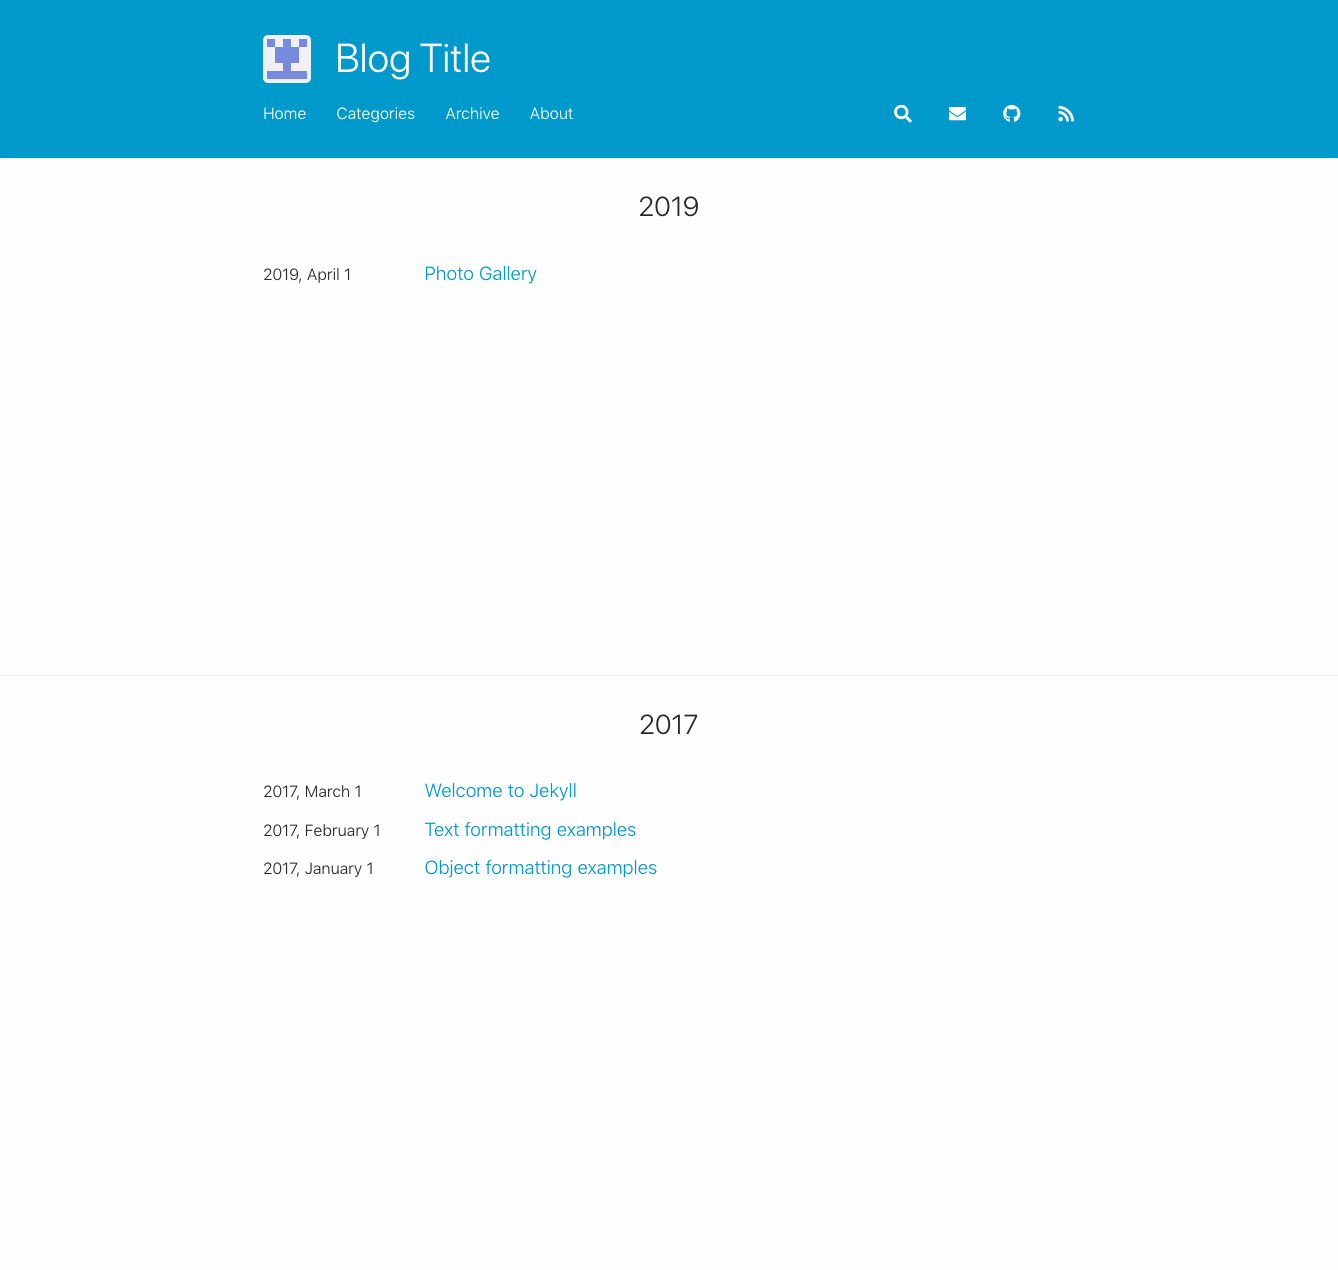 Blog Title
Home Categories Archive About
2019
2019, April 1 Photo Gallery
2017
2017, March 1 Welcome to Jekyll
2017, February 1 Text formatting examples
2017, January 1 Object formatting examples